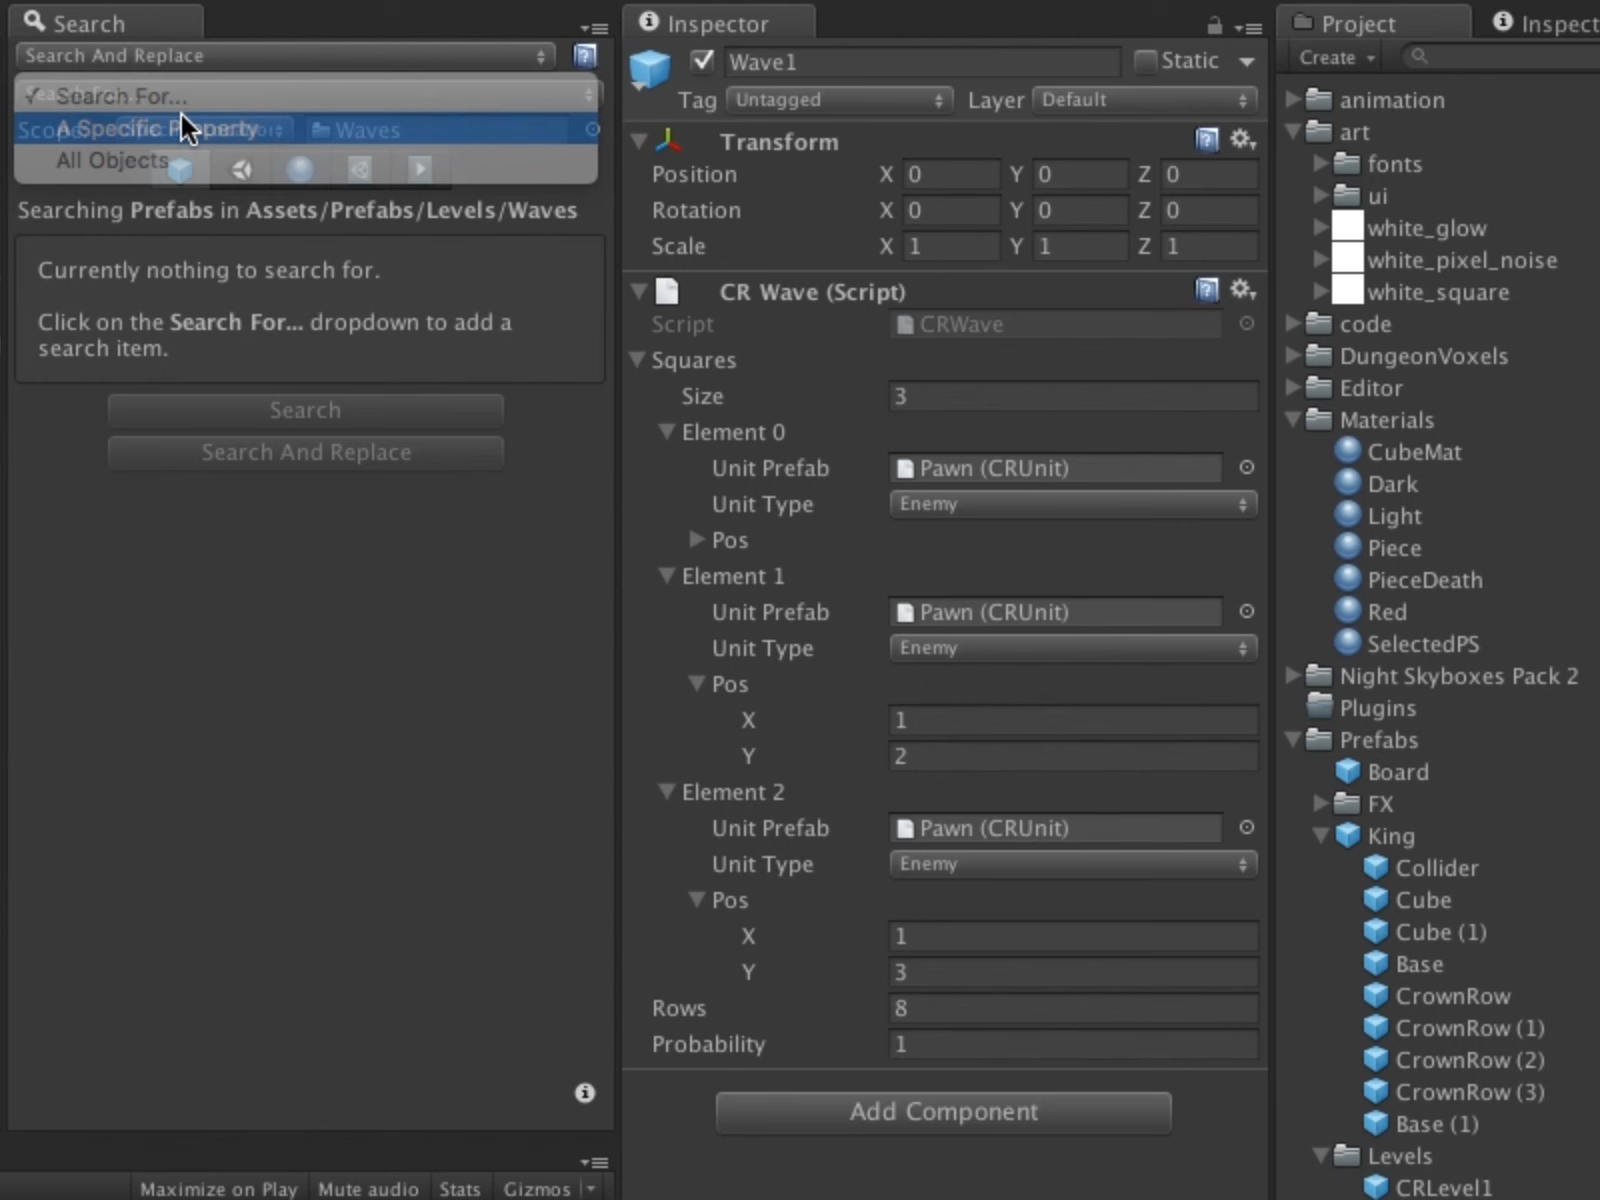 Search
Search And Replace
Search For...
A Specific Property
Waves
All Objects
Searching Prefabs in Assets/Prefabs/Levels/Waves
Currently nothing to search for.
Click on the Search For... dropdown to add a
search item.
Search
Search And Replace
Maximize on Play
Mute audio
Stats
Gizmos
Inspector
Wave1
Static
Tag
Untagged
Layer
Default
Transform
Position X 0 Y 0 Z 0
Rotation X 0 Y 0 Z 0
Scale X 1 Y 1 Z 1
CR Wave (Script)
Script CRWave
Squares
Size 3
Element 0
Unit Prefab Pawn (CRUnit)
Unit Type Enemy
Pos
Element 1
Unit Prefab Pawn (CRUnit)
Unit Type Enemy
Pos
X 1
Y 2
Element 2
Unit Prefab Pawn (CRUnit)
Unit Type Enemy
Pos
X 1
Y 3
Rows 8
Probability 1
Add Component
Project
Inspect
Create
animation
art
fonts
ui
white_glow
white_pixel_noise
white_square
code
DungeonVoxels
Editor
Materials
CubeMat
Dark
Light
Piece
PieceDeath
Red
SelectedPS
Night Skyboxes Pack 2
Plugins
Prefabs
Board
FX
King
Collider
Cube
Cube (1)
Base
CrownRow
CrownRow (1)
CrownRow (2)
CrownRow (3)
Base (1)
Levels
CRLevel1